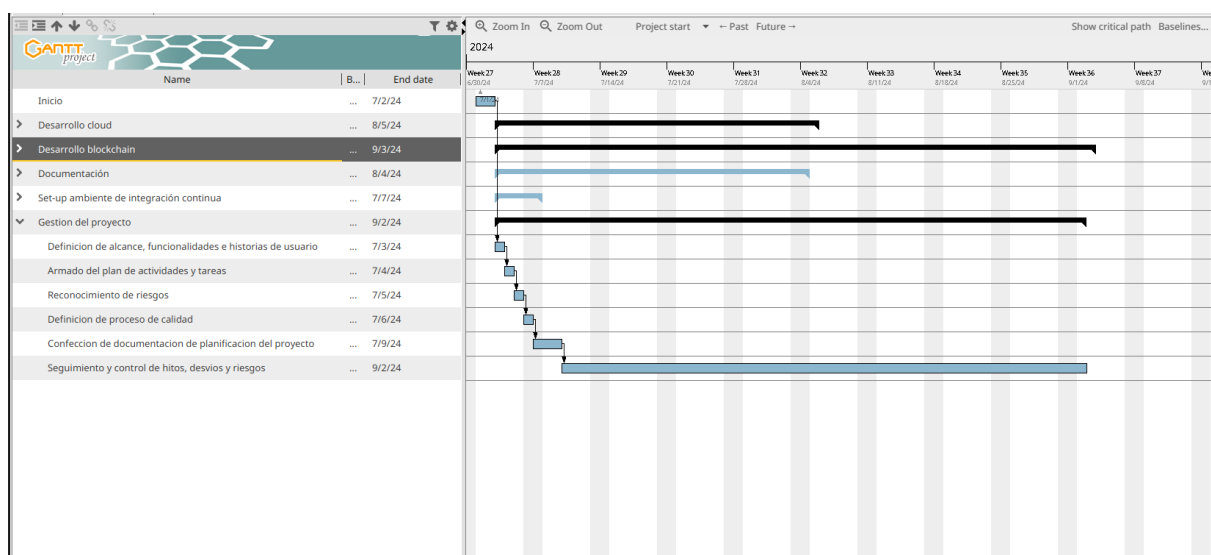 Zoom In Zoom Out Project start ← Past Future → Show critical path Baselines...
GANTT project
2024
Name B... End date
Week 27 Week 28 Week 29 Week 30 Week 31 Week 32 Week 33 Week 34 Week 35 Week 36 Week 37 We
6/30/24 7/7/24 7/14/24 7/21/24 7/28/24 8/4/24 8/11/24 8/18/24 8/25/24 9/1/24 9/8/24 9/1
Inicio ... 7/2/24
Desarrollo cloud ... 8/5/24
Desarrollo blockchain ... 9/3/24
Documentación ... 8/4/24
Set-up ambiente de integración continua ... 7/7/24
Gestion del proyecto ... 9/2/24
Definicion de alcance, funcionalidades e historias de usuario ... 7/3/24
Armado del plan de actividades y tareas ... 7/4/24
Reconocimiento de riesgos ... 7/5/24
Definicion de proceso de calidad ... 7/6/24
Confeccion de documentacion de planificacion del proyecto ... 7/9/24
Seguimiento y control de hitos, desvios y riesgos ... 9/2/24